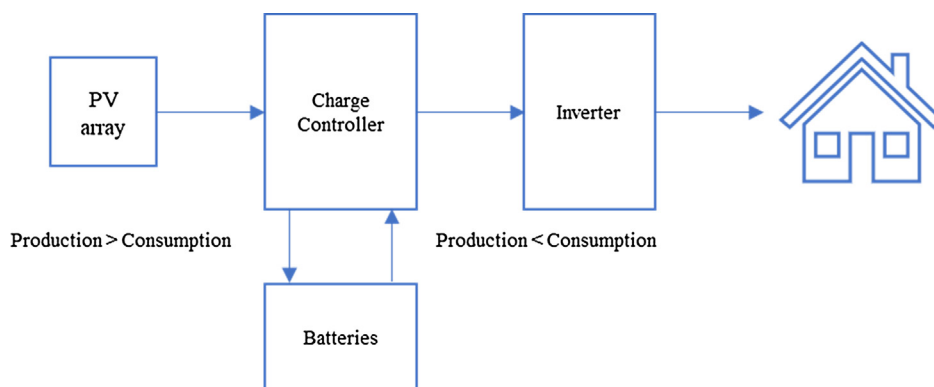 PV
array
Charge
Controller
Inverter
Production > Consumption
Production < Consumption
Batteries